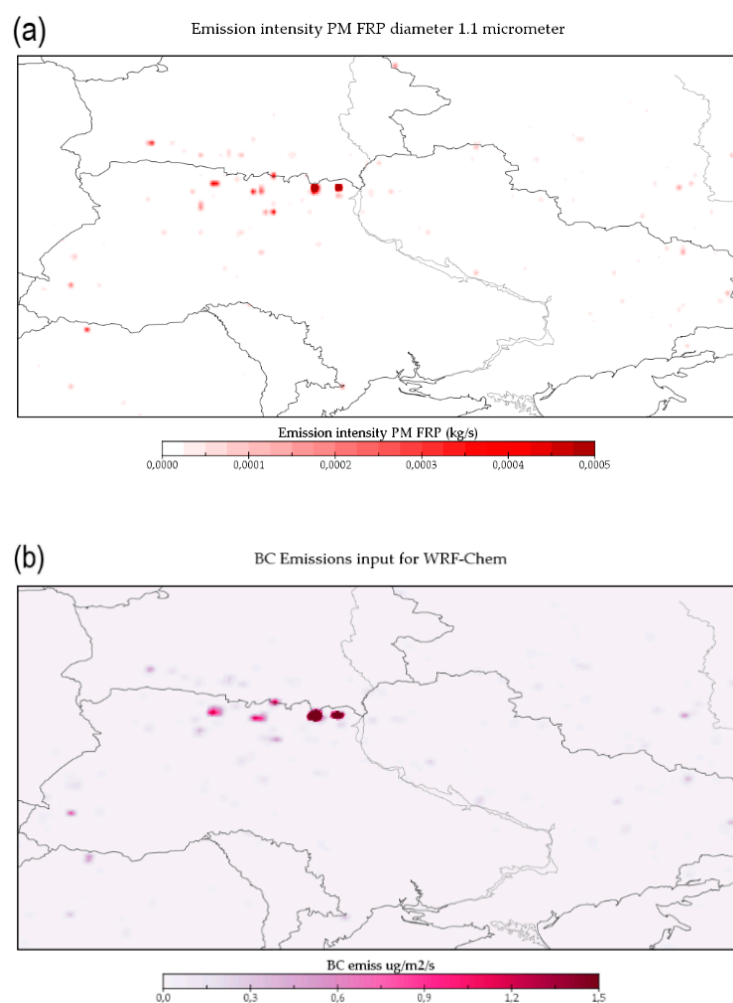 (a)
Emission intensity PM FRP diameter 1.1 micrometer
Emission intensity PM FRP (kg/s)
0,0000 0,0001 0,0002 0,0003 0,0004 0,0005
(b)
BC Emissions input for WRF-Chem
BC emiss ug/m2/s
0,0 0,3 0,6 0,9 1,2 1,5